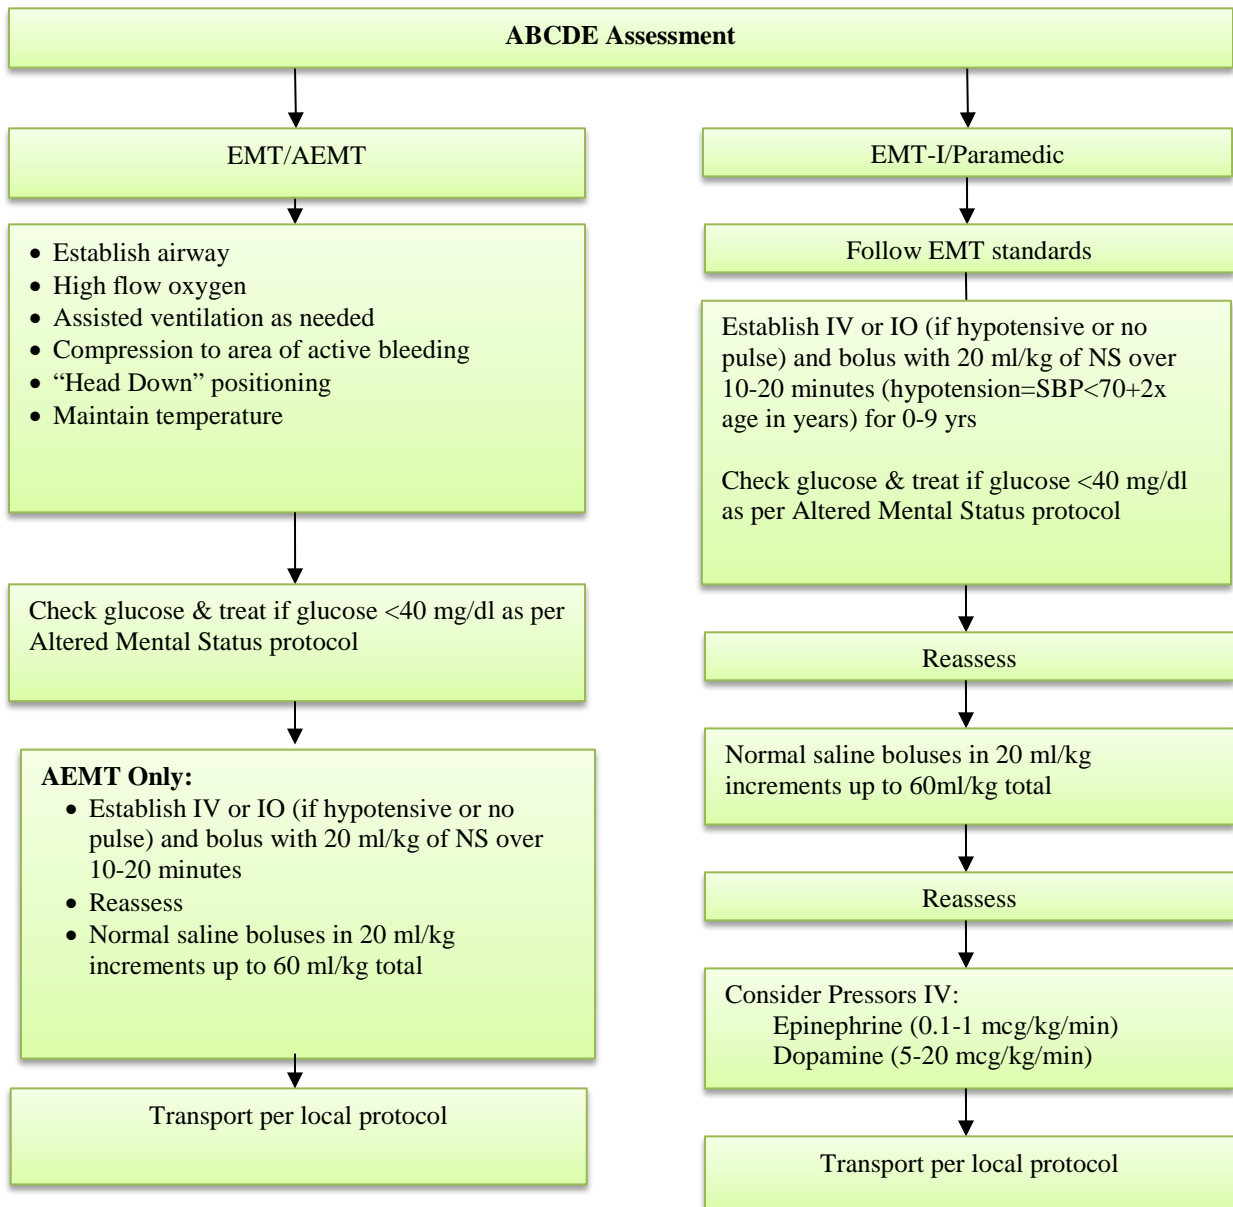 ABCDE Assessment
EMT/AEMT
• Establish airway
• High flow oxygen
• Assisted ventilation as needed
• Compression to area of active bleeding
• “Head Down” positioning
• Maintain temperature
Check glucose & treat if glucose <40 mg/dl as per
Altered Mental Status protocol
AEMT Only:
• Establish IV or IO (if hypotensive or no
pulse) and bolus with 20 ml/kg of NS over
10-20 minutes
• Reassess
• Normal saline boluses in 20 ml/kg
increments up to 60 ml/kg total
Transport per local protocol
EMT-I/Paramedic
Follow EMT standards
Establish IV or IO (if hypotensive or no
pulse) and bolus with 20 ml/kg of NS over
10-20 minutes (hypotension=SBP<70+2x
age in years) for 0-9 yrs
Check glucose & treat if glucose <40 mg/dl
as per Altered Mental Status protocol
Reassess
Normal saline boluses in 20 ml/kg
increments up to 60ml/kg total
Reassess
Consider Pressors IV:
Epinephrine (0.1-1 mcg/kg/min)
Dopamine (5-20 mcg/kg/min)
Transport per local protocol